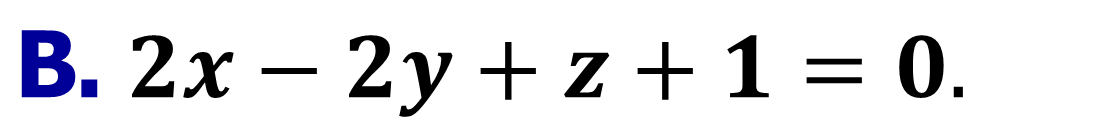 B. 2x − 2y + z + 1 = 0.